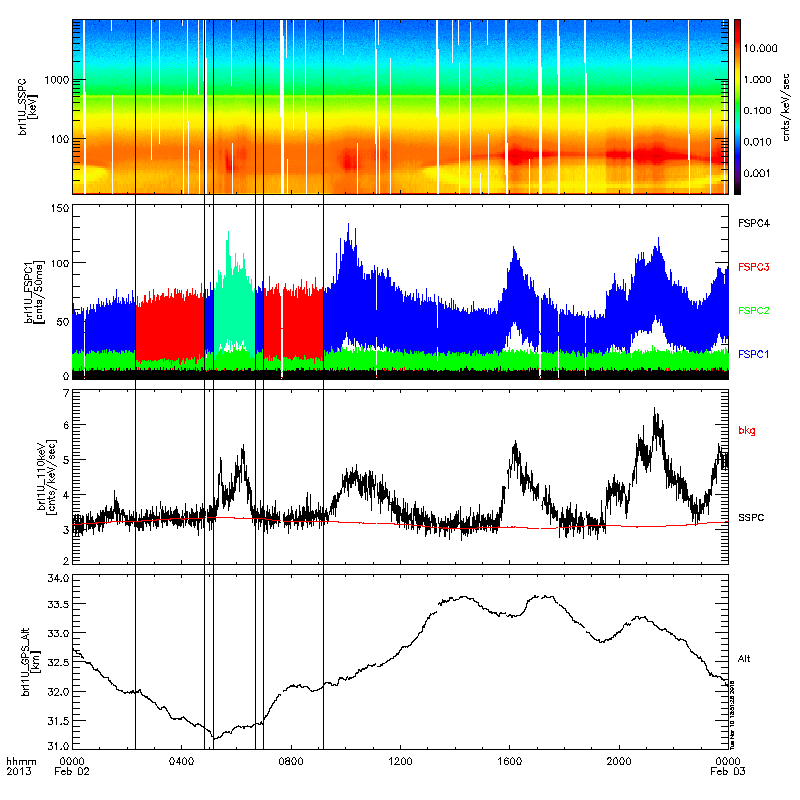 brl1U_SSPC
[keV]
1000
100
10.000
1.000
0.100
0.010
0.001
cnts/keV/sec
brl1U_FSPC1
[cnts/50ms]
150
100
50
0
FSPC4
FSPC3
FSPC2
FSPC1
brl1U_110keV
[cnts/keV/sec]
7
6
5
4
3
2
bkg
SSPC
brl1U_GPS_Alt
[km]
34.0
33.5
33.0
32.5
32.0
31.5
31.0
Alt
hhmm
2013
0000 0400 0800 1200 1600 2000 0000
Feb 02 Feb 03